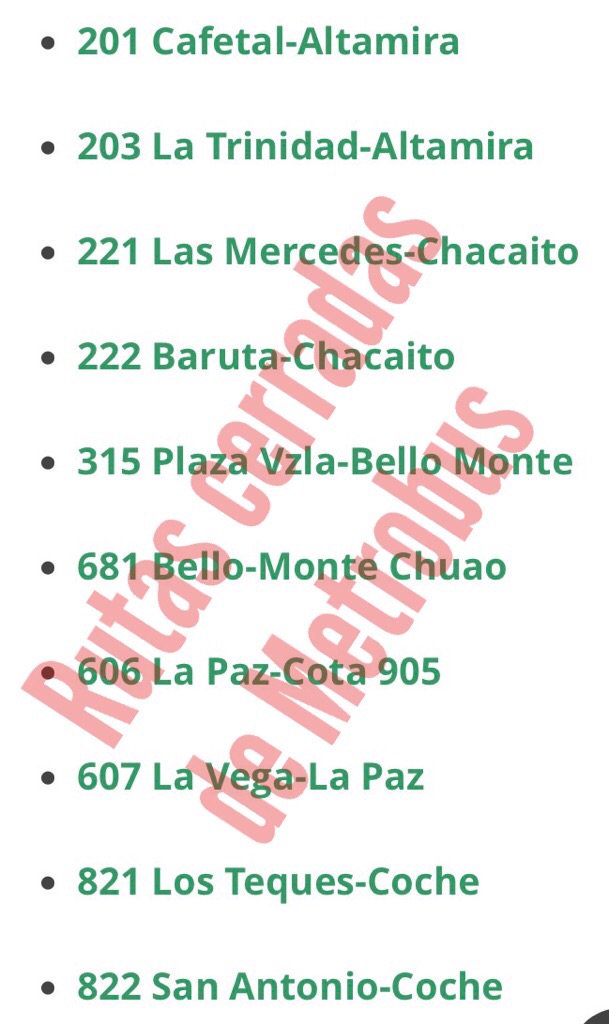 201 Cafetal-Altamira
203 La Trinidad-Altamira
221 Las Mercedes-Chacaito
222 Baruta-Chacaito
315 Plaza Vzla-Bello Monte
681 Bello-Monte Chuao
606 La Paz-Cota 905
607 La Vega-La Paz
821 Los Teques-Coche
822 San Antonio-Coche
Rutas cerradas
de Metrobus